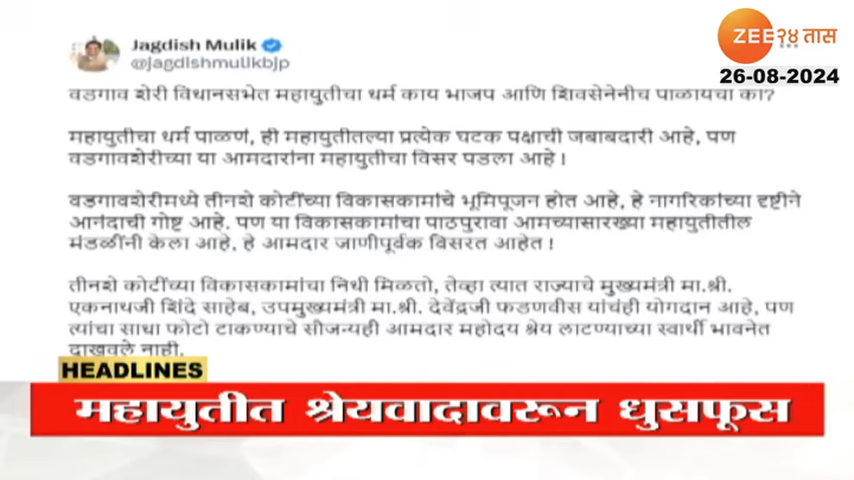 Jagdish Mulik
@jagdishmulikbjp
ZEE २४ तास
26-08-2024
वडगाव शेरी विधानसभेत महायुतीचा धर्म काय भाजप आणि शिवसेनेनीच पाळायचा का?
महायुतीचा धर्म पाळणं, ही महायुतीतल्या प्रत्येक घटक पक्षाची जबाबदारी आहे, पण
वडगावशेरीच्या या आमदारांना महायुतीचा विसर पडला आहे !
वडगावशेरीमध्ये तीनशे कोटींच्या विकासकामांचे भूमिपूजन होत आहे, हे नागरिकांच्या दृष्टीने
आनंदाची गोष्ट आहे. पण या विकासकामांचा पाठपुरावा आमच्यासारख्या महायुतीतील
मंडळींनी केला आहे, हे आमदार जाणीपूर्वक विसरत आहेत !
तीनशे कोटींच्या विकासकामांचा निधी मिळतो, तेव्हा त्यात राज्याचे मुख्यमंत्री मा.श्री.
एकनाथजी शिंदे साहेब, उपमुख्यमंत्री मा.श्री. देवेंद्रजी फडणवीस यांचंही योगदान आहे, पण
त्यांचा साधा फोटो टाकण्याचे सौजन्यही आमदार महोदय श्रेय लाटण्याच्या स्वार्थी भावनेत
दाखवले नाही.
HEADLINES
महायुतीत श्रेयवादावरून धुसफूस